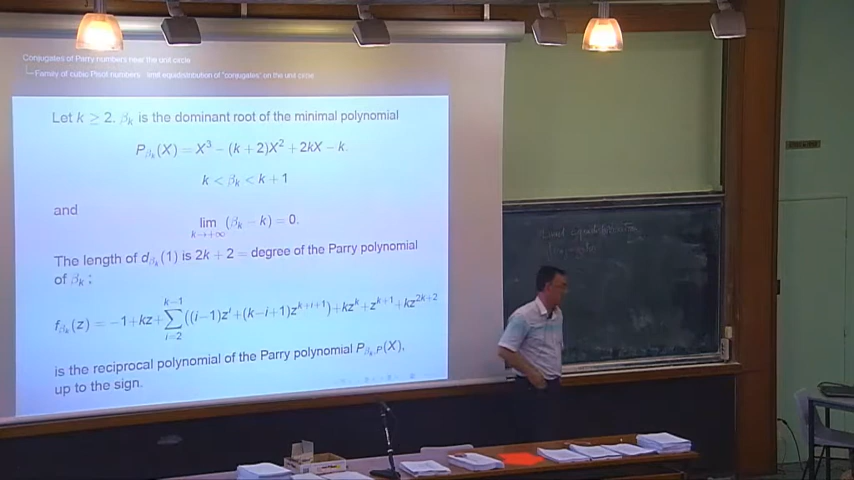 Conjugates of Parry numbers near the unit circle
Family of cubic Pisot numbers : limit equidistribution of "conjugates" on the unit circle
Let k ≥ 2. β_k is the dominant root of the minimal polynomial
P_{β_k}(X) = X³ − (k+2)X² + 2kX − k.
k < β_k < k + 1
and
lim_{k→+∞} (β_k − k) = 0.
The length of d_{β_k}(1) is 2k + 2 = degree of the Parry polynomial
of β_k :
f_{β_k}(z) = −1+kz+∑_{i=2}^{k−1}((i−1)z^i+(k−i+1)z^{k+i+1})+kz^k+z^{k+1}+kz^{2k+2}
is the reciprocal polynomial of the Parry polynomial P_{β_k,P}(X),
up to the sign.